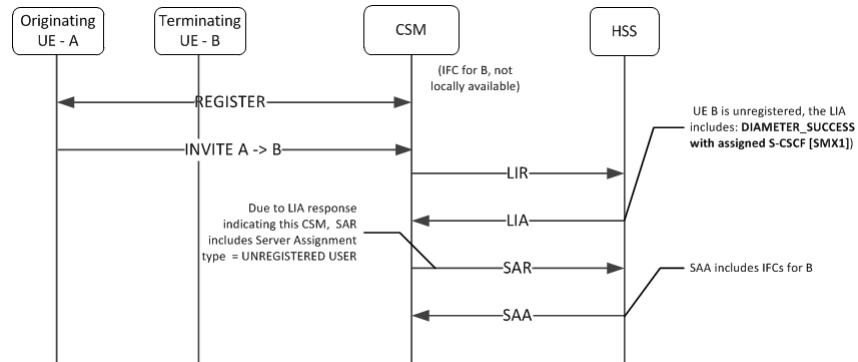 Originating
UE - A
Terminating
UE - B
CSM
HSS
(IFC for B, not
locally available)
REGISTER
UE B is unregistered, the LIA
includes: DIAMETER_SUCCESS
with assigned S-CSCF [SMX1])
INVITE A -> B
LIR
Due to LIA response
indicating this CSM, SAR
includes Server Assignment
type = UNREGISTERED USER
LIA
SAR
SAA includes IFCs for B
SAA